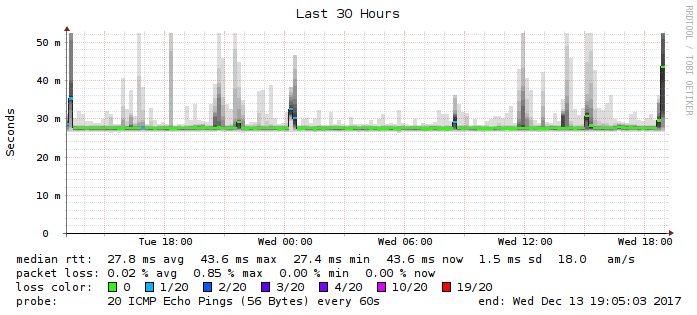 Last 30 Hours
RRDTOOL / TOBI OETIKER
Seconds
50 m
40 m
30 m
20 m
10 m
0
Tue 18:00 Wed 00:00 Wed 06:00 Wed 12:00 Wed 18:00
median rtt: 27.8 ms avg 43.6 ms max 27.4 ms min 43.6 ms now 1.5 ms sd 18.0 am/s
packet loss: 0.02 % avg 0.85 % max 0.00 % min 0.00 % now
loss color: 0 1/20 2/20 3/20 4/20 10/20 19/20
probe: 20 ICMP Echo Pings (56 Bytes) every 60s end: Wed Dec 13 19:05:03 2017